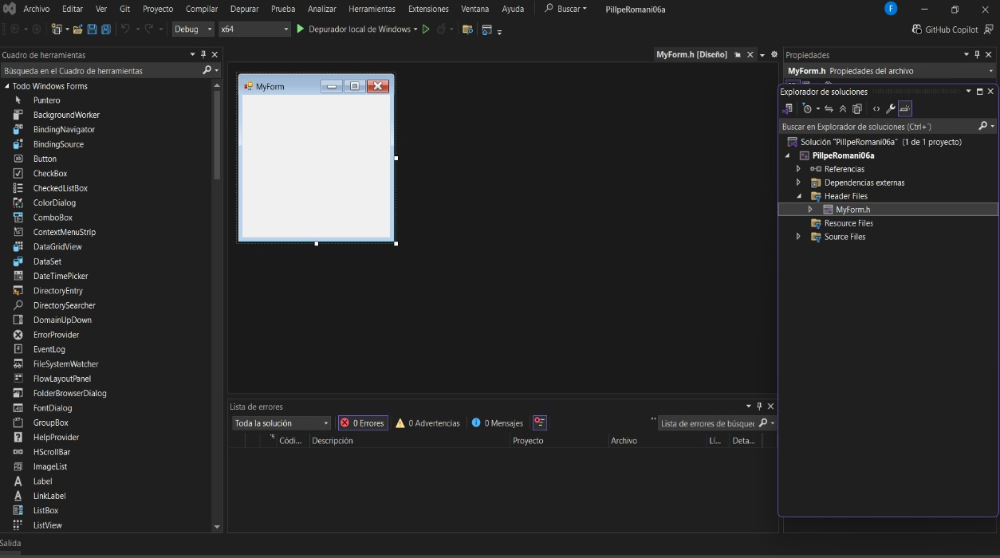 Archivo Editar Ver Git Proyecto Compilar Depurar Prueba Analizar Herramientas Extensiones Ventana Ayuda Buscar PillpeRomani06a F
Debug x64 Depurador local de Windows GitHub Copilot
Cuadro de herramientas
Búsqueda en el Cuadro de herramientas
Todo Windows Forms
Puntero
BackgroundWorker
BindingNavigator
BindingSource
Button
CheckBox
CheckedListBox
ColorDialog
ComboBox
ContextMenuStrip
DataGridView
DataSet
DateTimePicker
DirectoryEntry
DirectorySearcher
DomainUpDown
ErrorProvider
EventLog
FileSystemWatcher
FlowLayoutPanel
FolderBrowserDialog
FontDialog
GroupBox
HelpProvider
HScrollBar
ImageList
Label
LinkLabel
ListBox
ListView
Salida
MyForm.h [Diseño]
MyForm
Lista de errores
Toda la solución 0 Errores 0 Advertencias 0 Mensajes Lista de errores de búsquec
Códi... Descripción Proyecto Archivo Lí... Deta...
Propiedades
MyForm.h Propiedades del archivo
Explorador de soluciones
Buscar en Explorador de soluciones (Ctrl+´)
Solución "PillpeRomani06a" (1 de 1 proyecto)
PillpeRomani06a
Referencias
Dependencias externas
Header Files
MyForm.h
Resource Files
Source Files